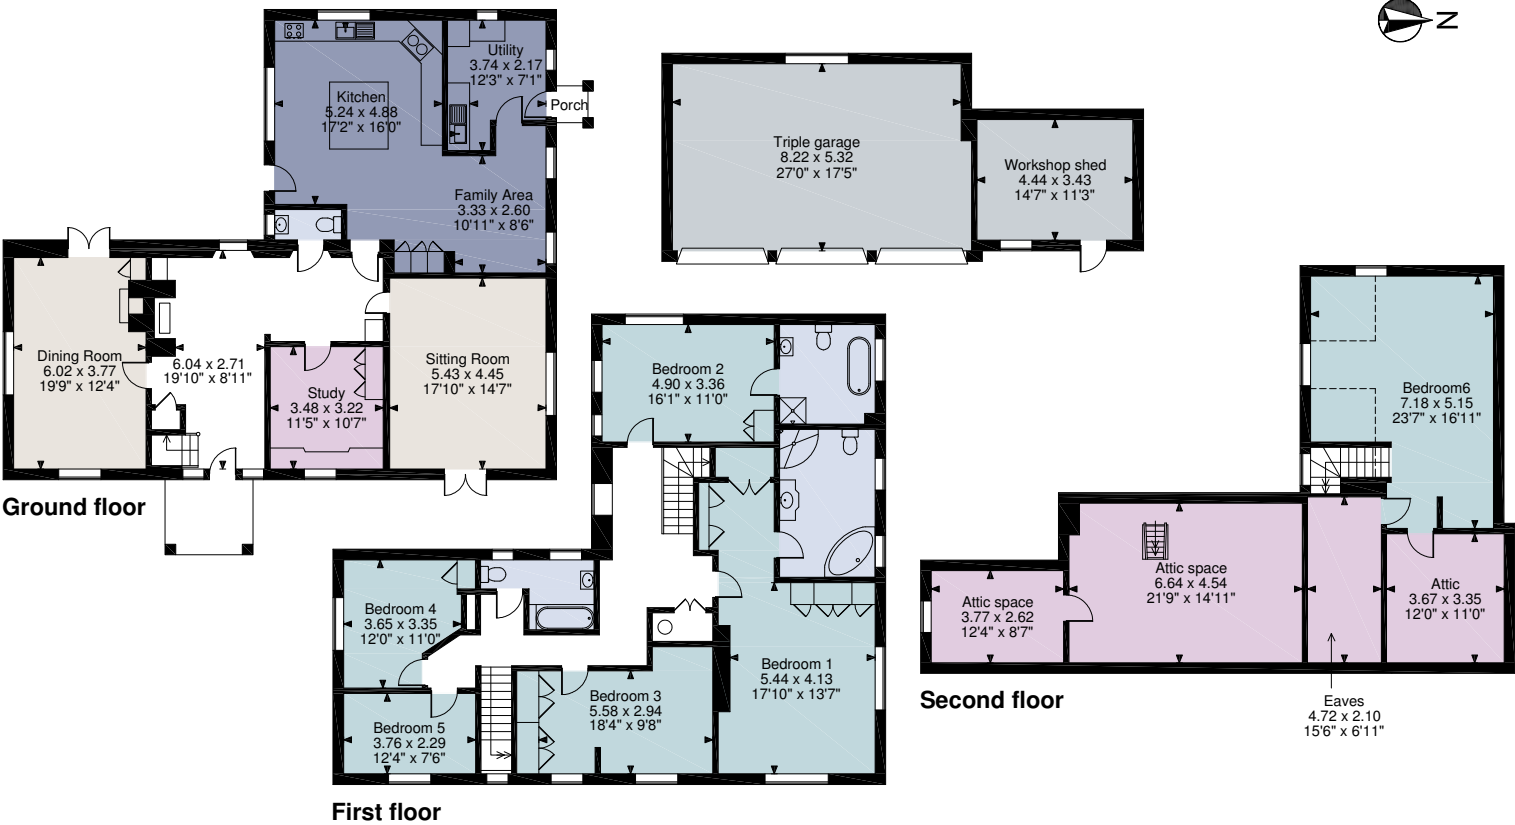 N
Utility
3.74 x 2.17
12'3" x 7'1"
Porch
Kitchen
5.24 x 4.88
17'2" x 16'0"
Family Area
3.33 x 2.60
10'11" x 8'6"
Dining Room
6.02 x 3.77
19'9" x 12'4"
6.04 x 2.71
19'10" x 8'11"
Study
3.48 x 3.22
11'5" x 10'7"
Sitting Room
5.43 x 4.45
17'10" x 14'7"
Ground floor
Triple garage
8.22 x 5.32
27'0" x 17'5"
Workshop shed
4.44 x 3.43
14'7" x 11'3"
Bedroom 2
4.90 x 3.36
16'1" x 11'0"
Bedroom 4
3.65 x 3.35
12'0" x 11'0"
Bedroom 5
3.76 x 2.29
12'4" x 7'6"
Bedroom 3
5.58 x 2.94
18'4" x 9'8"
Bedroom 1
5.44 x 4.13
17'10" x 13'7"
First floor
Bedroom6
7.18 x 5.15
23'7" x 16'11"
Attic space
3.77 x 2.62
12'4" x 8'7"
Attic space
6.64 x 4.54
21'9" x 14'11"
Attic
3.67 x 3.35
12'0" x 11'0"
Eaves
4.72 x 2.10
15'6" x 6'11"
Second floor